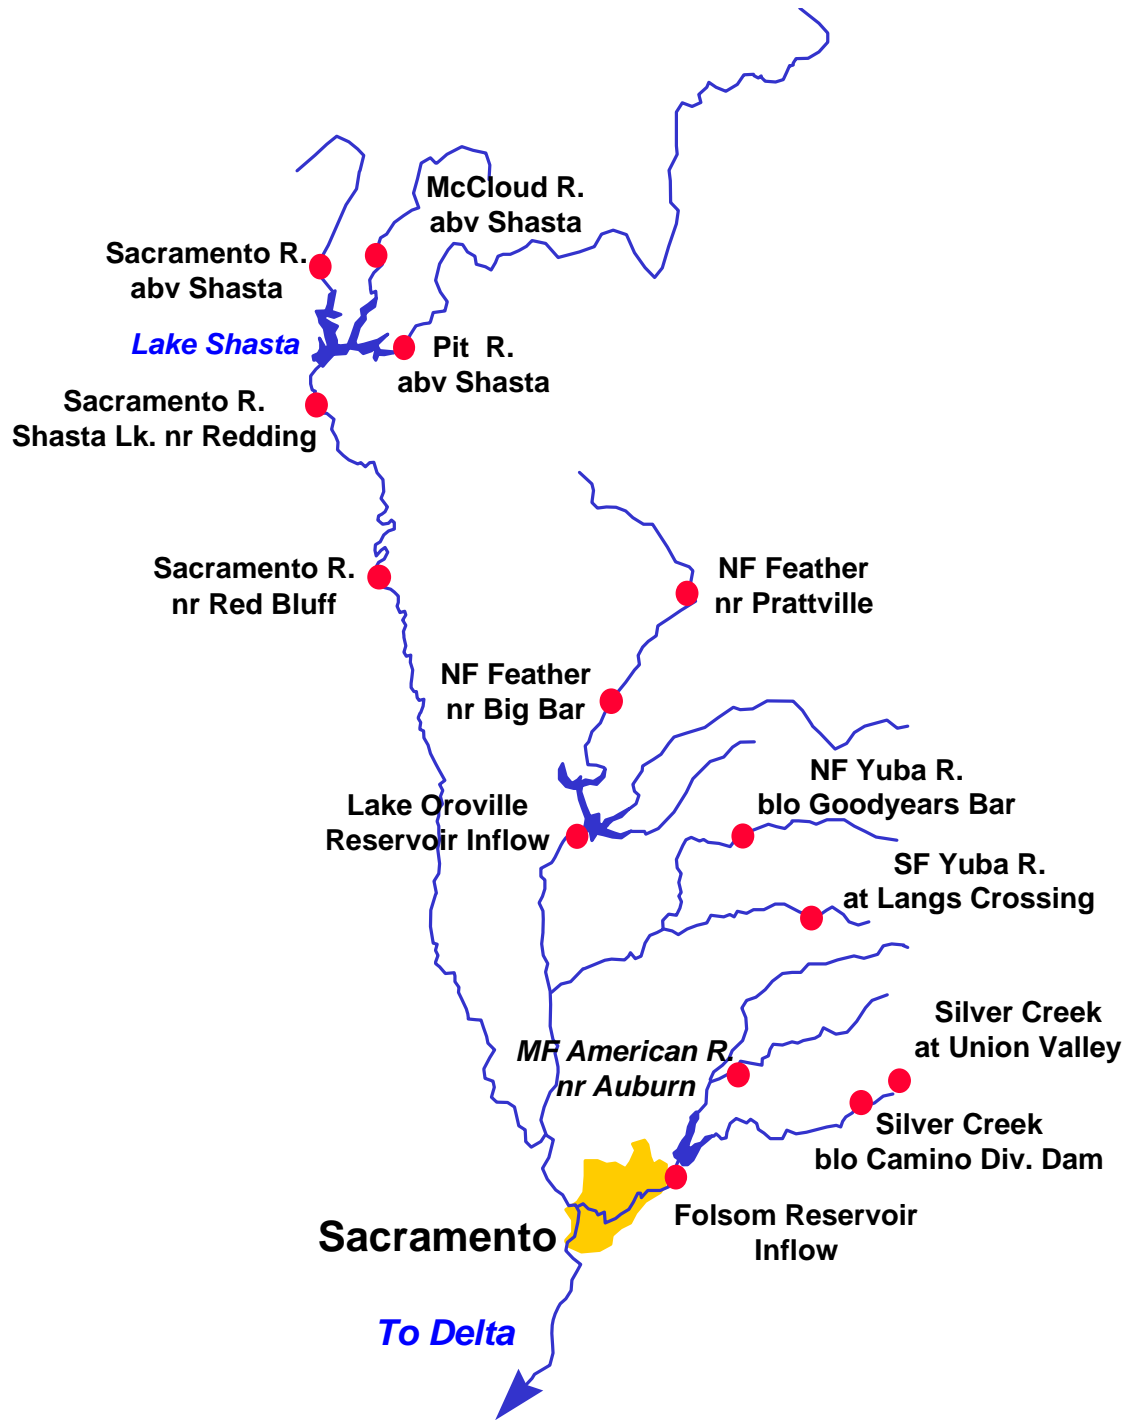 McCloud R.
abv Shasta
Sacramento R.
abv Shasta
Lake Shasta
Pit R.
abv Shasta
Sacramento R.
Shasta Lk. nr Redding
Sacramento R.
nr Red Bluff
NF Feather
nr Prattville
NF Feather
nr Big Bar
NF Yuba R.
blo Goodyears Bar
Lake Oroville
Reservoir Inflow
SF Yuba R.
at Langs Crossing
Silver Creek
at Union Valley
MF American R.
nr Auburn
Silver Creek
blo Camino Div. Dam
Folsom Reservoir
Inflow
Sacramento
To Delta